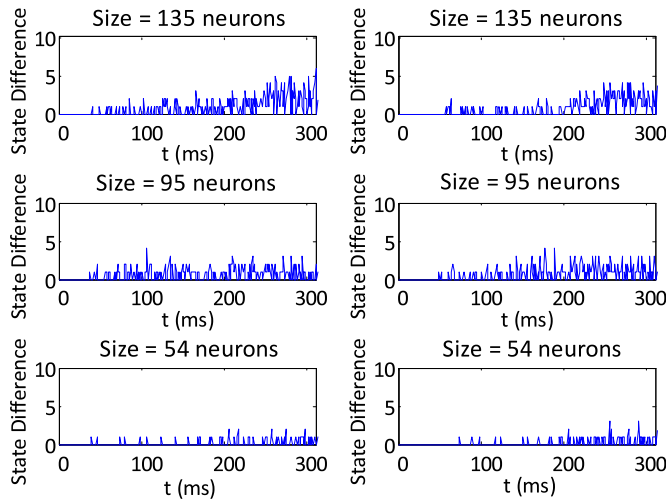 Size = 135 neurons
State Difference
10
5
0
0 100 200 300
t (ms)
Size = 135 neurons
State Difference
10
5
0
0 100 200 300
t (ms)
Size = 95 neurons
State Difference
10
5
0
0 100 200 300
t (ms)
Size = 95 neurons
State Difference
10
5
0
0 100 200 300
t (ms)
Size = 54 neurons
State Difference
10
5
0
0 100 200 300
t (ms)
Size = 54 neurons
State Difference
10
5
0
0 100 200 300
t (ms)